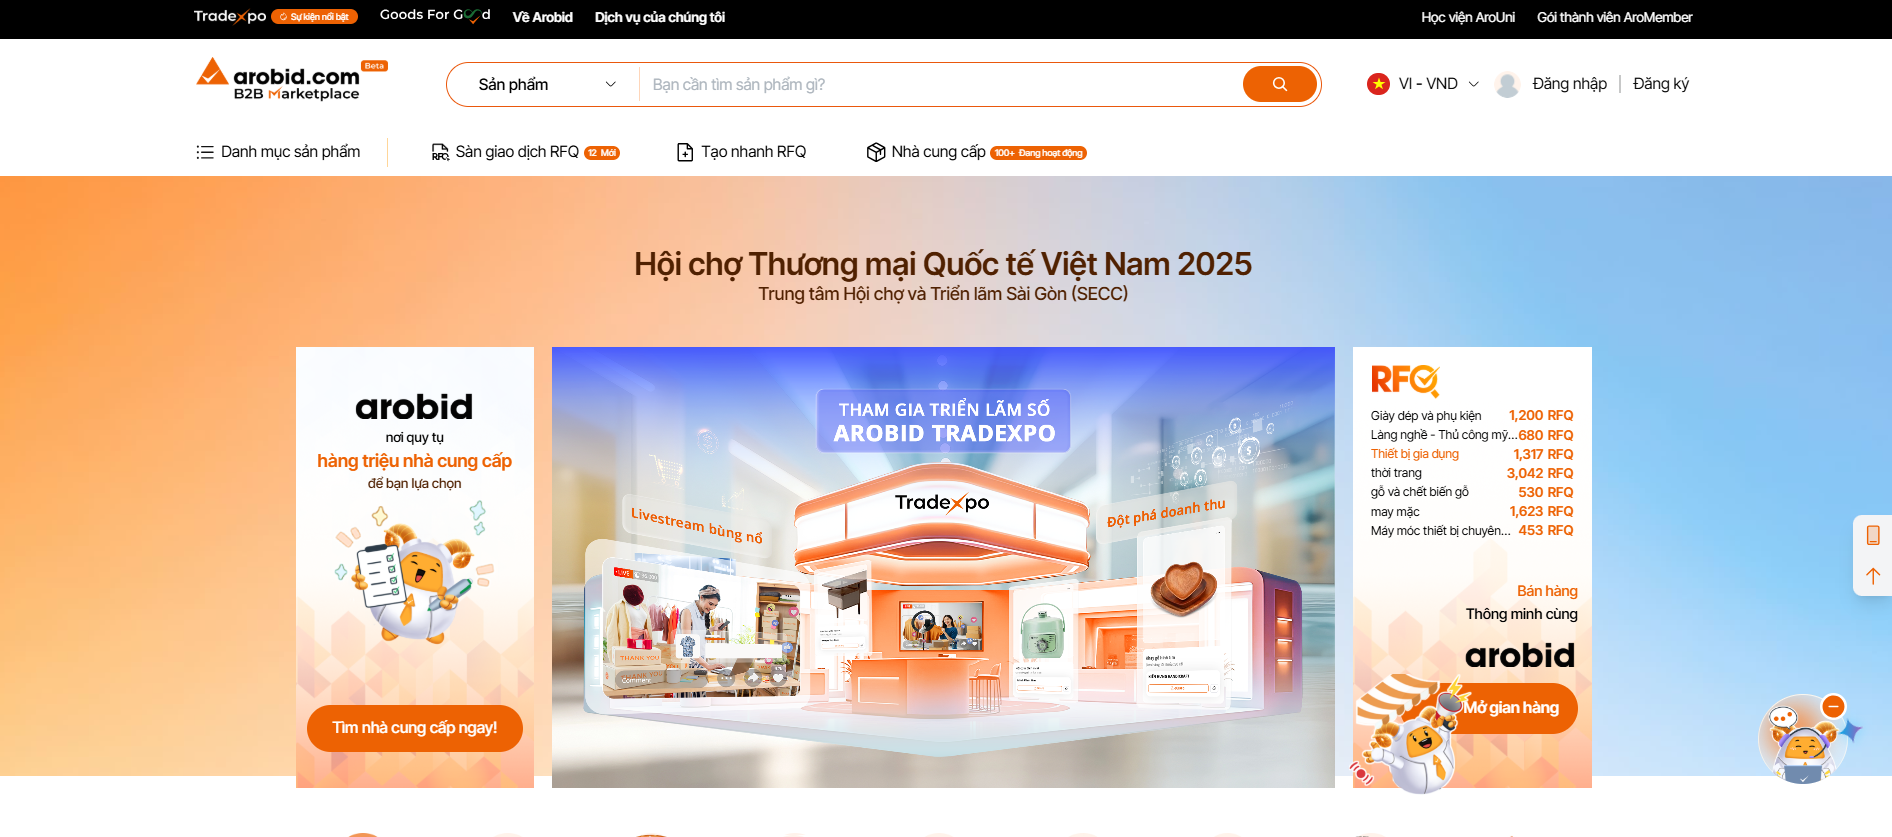 Tradexpo Sự kiện nổi bật Goods For Good Về Arobid Dịch vụ của chúng tôi Học viện AroUni Gói thành viên AroMember
arobid.com Beta
B2B Marketplace
Sản phẩm Bạn cần tìm sản phẩm gì? VI - VND Đăng nhập Đăng ký
Danh mục sản phẩm Sàn giao dịch RFQ 12 Mới Tạo nhanh RFQ Nhà cung cấp 100+ Đang hoạt động
Hội chợ Thương mại Quốc tế Việt Nam 2025
Trung tâm Hội chợ và Triển lãm Sài Gòn (SECC)
arobid
nơi quy tụ
hàng triệu nhà cung cấp
để bạn lựa chọn
Tìm nhà cung cấp ngay!
THAM GIA TRIỂN LÃM SỐ
AROBID TRADEXPO
Tradexpo
Livestream bùng nổ
Đột phá doanh thu
LIVE
THANK YOU
THANK YOU
Comment
RFQ
Giày dép và phụ kiện 1,200 RFQ
Làng nghề - Thủ công mỹ... 680 RFQ
Thiết bị gia dụng 1,317 RFQ
thời trang 3,042 RFQ
gỗ và chết biến gỗ 530 RFQ
may mặc 1,623 RFQ
Máy móc thiết bị chuyên... 453 RFQ
Bán hàng
Thông minh cùng
arobid
Mở gian hàng